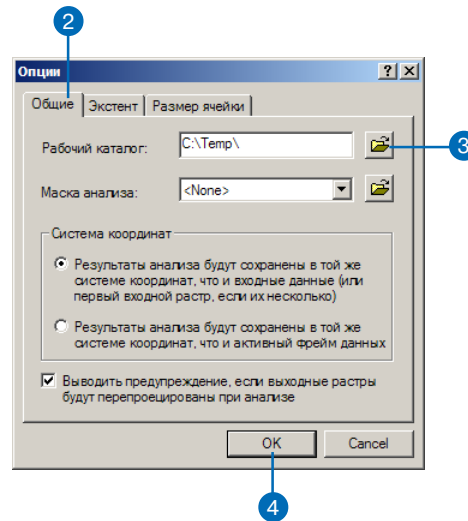 2
Опции
Общие Экстент Размер ячейки
Рабочий каталог: C:\Temp\
3
Маска анализа: <None>
Система координат
Результаты анализа будут сохранены в той же
системе координат, что и входные данные (или
первый входной растр, если их несколько)
Результаты анализа будут сохранены в той же
системе координат, что и активный фрейм данных
Выводить предупреждение, если выходные растры
будут перепроецированы при анализе
OK Cancel
4